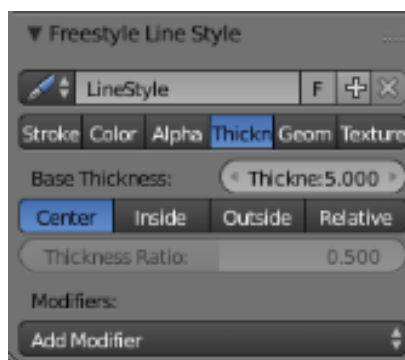 Freestyle Line Style
LineStyle F
Stroke Color Alpha Thickn Geom Texture
Base Thickness: Thickne:5.000
Center Inside Outside Relative
Thickness Ratio: 0.500
Modifiers:
Add Modifier